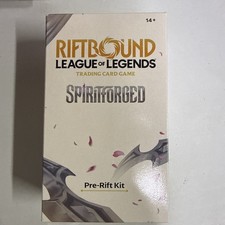 14+
RIFTBOUND
LEAGUE OF LEGENDS
TRADING CARD GAME
SPIRITFORGED
Pre-Rift Kit